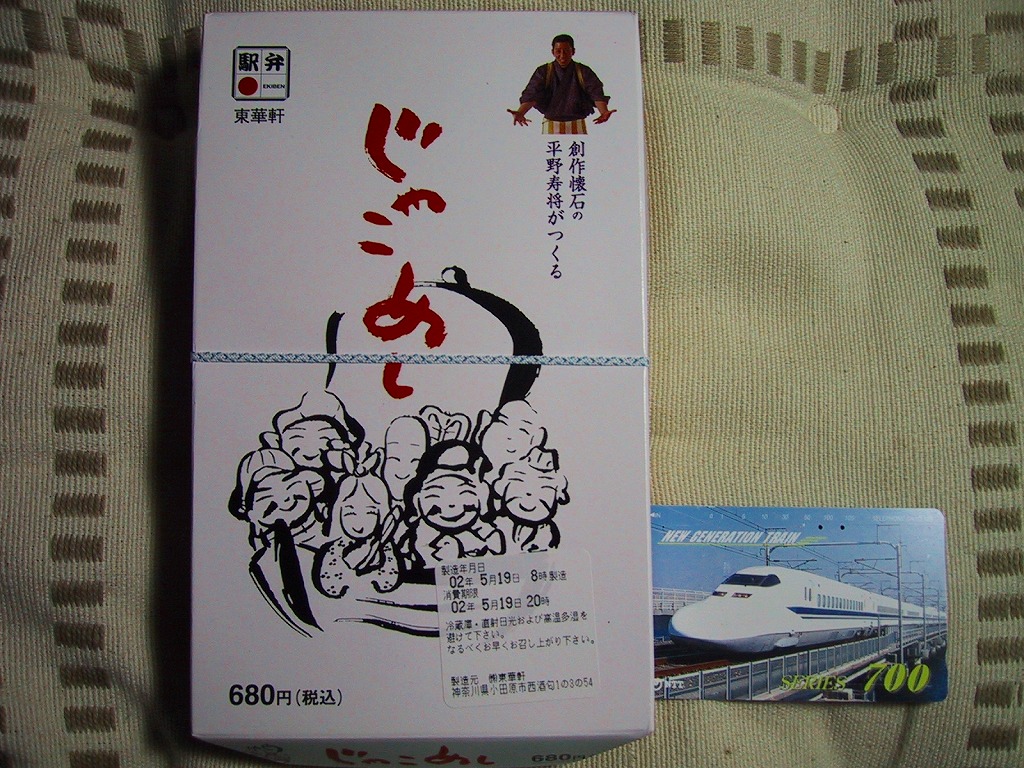 駅弁
EKIBEN
東華軒
創作懐石の
平野寿将がつくる
じゃこめし
製造年月日
02年 5月19日 8時製造
消費期限
02年 5月19日 20時
冷蔵庫・直射日光および高温多湿を
避けて下さい。
なるべくお早くお召し上がり下さい。
製造元 ㈱東華軒
神奈川県小田原市西酒匂1の3の54
680円(税込)
じゃこめし
680円
NEW GENERATION TRAIN
NTT
SERIES 700